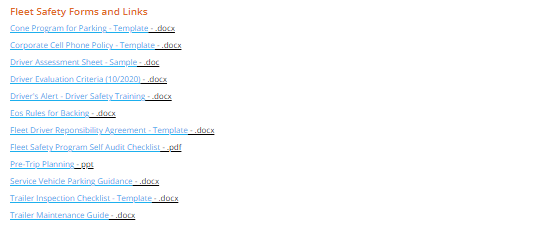 Fleet Safety Forms and Links
Cone Program for Parking - Template - .docx
Corporate Cell Phone Policy - Template - .docx
Driver Assessment Sheet - Sample - .doc
Driver Evaluation Criteria (10/2020) - .docx
Driver's Alert - Driver Safety Training - .docx
Eos Rules for Backing - .docx
Fleet Driver Reponsibility Agreement - Template - .docx
Fleet Safety Program Self Audit Checklist - .pdf
Pre-Trip Planning - ppt
Service Vehicle Parking Guidance - .docx
Trailer Inspection Checklist - Template - .docx
Trailer Maintenance Guide - .docx